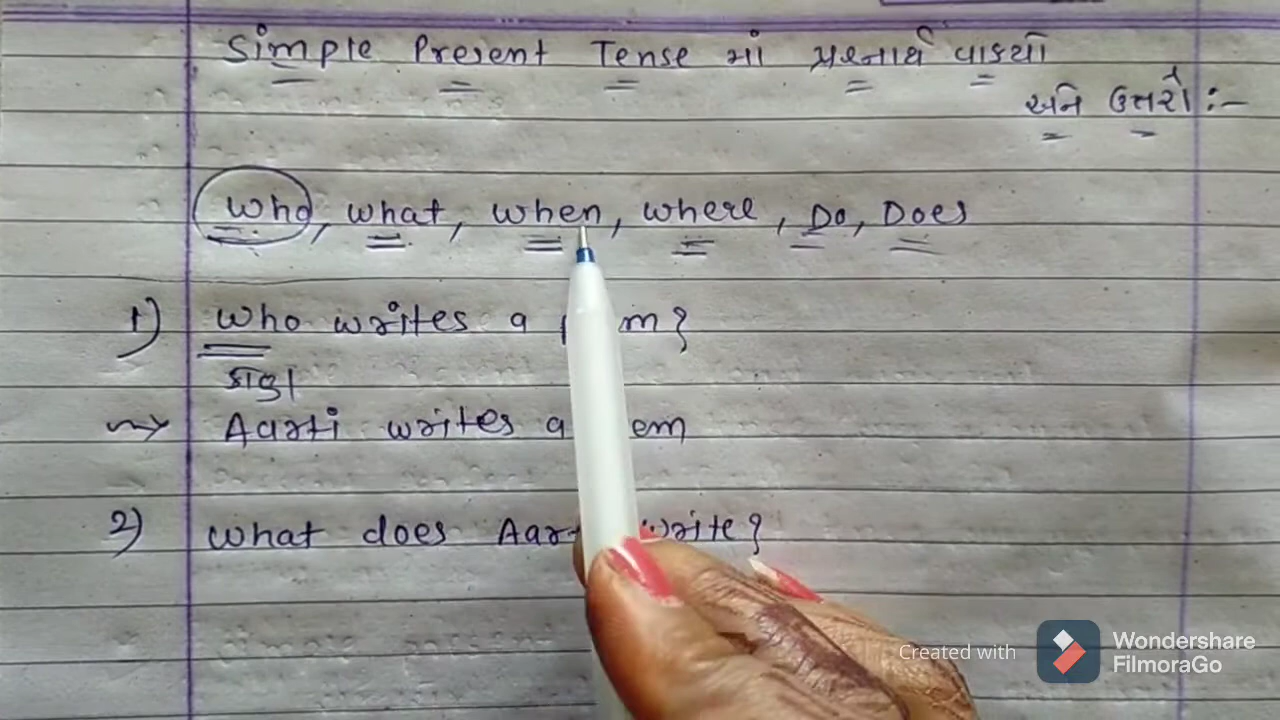 Simple Present Tense માં પ્રશ્નાર્થ વાક્યો
અને ઉત્તરો :-
Who, what, when, where, Do, Does
1) Who writes a
કોણ
Aarti writes a
2) What does write?
Created with Wondershare FilmoraGo